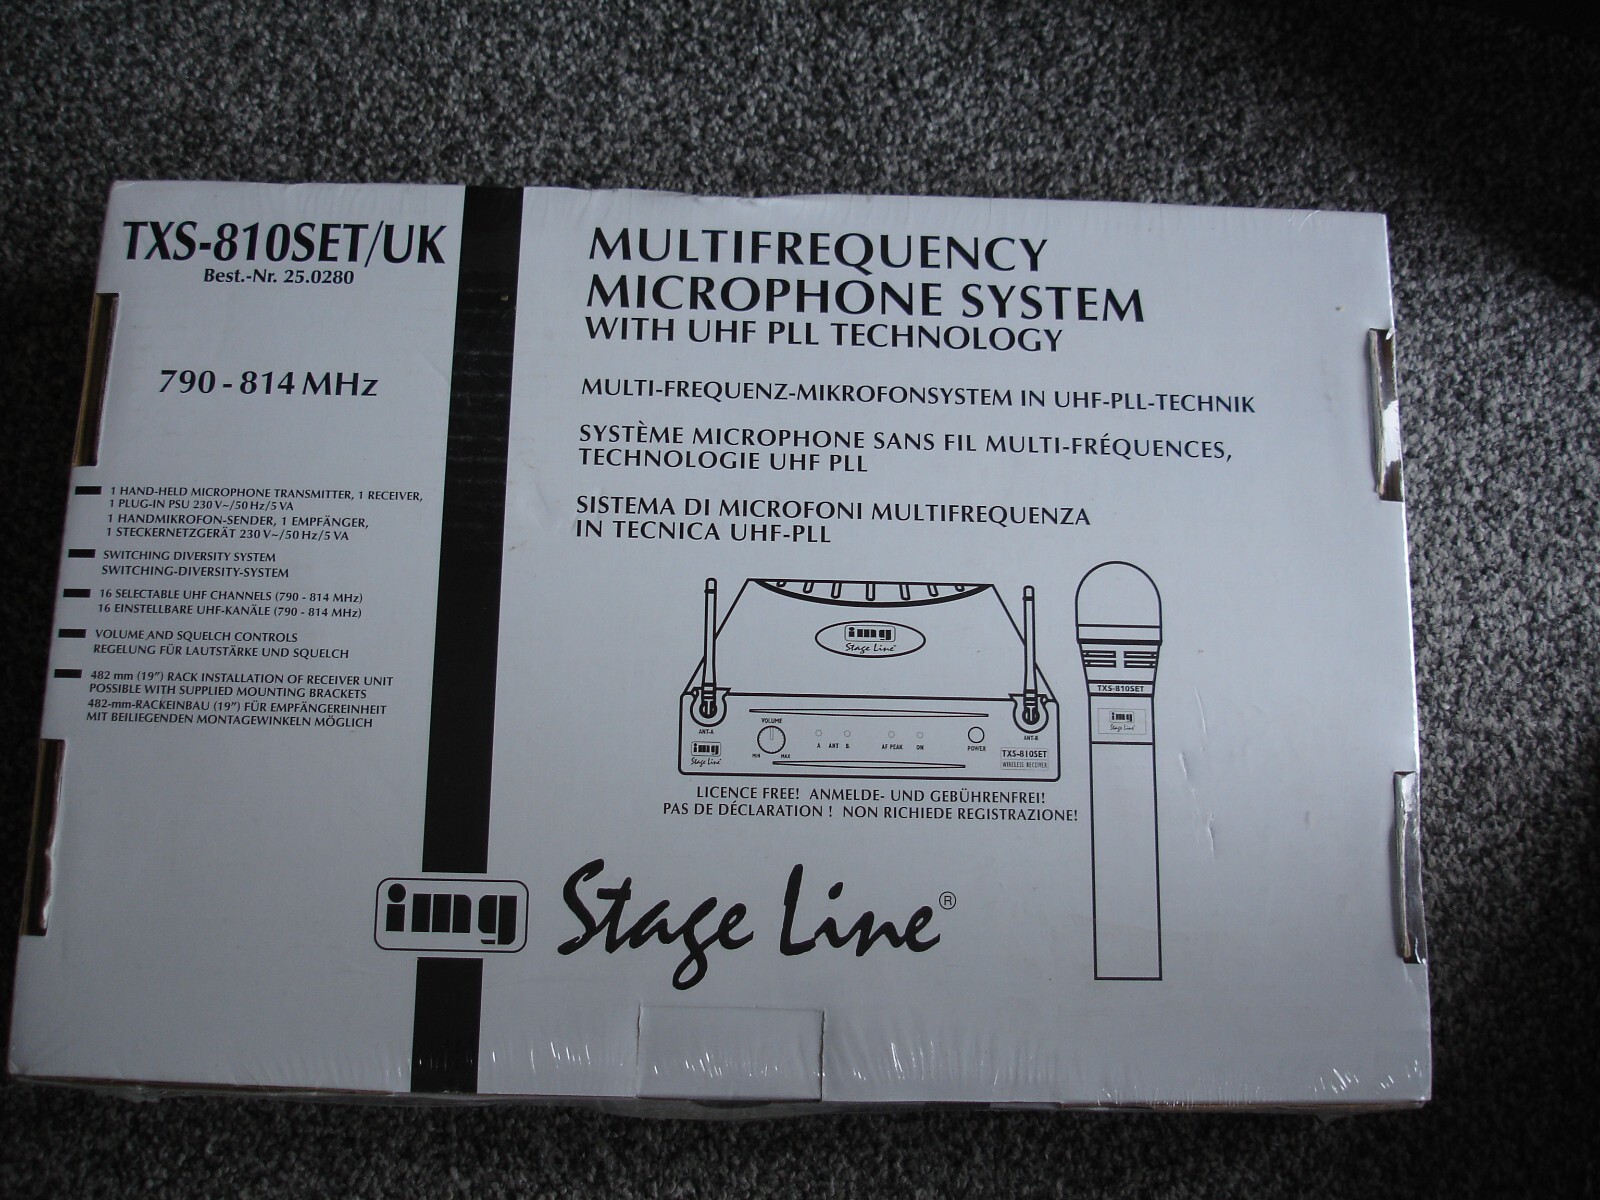 TXS-810SET/UK
Best.-Nr. 25.0280
790 - 814 MHz
1 HAND-HELD MICROPHONE TRANSMITTER, 1 RECEIVER,
1 PLUG-IN PSU 230 V~/50 Hz/5 VA
1 HANDMIKROFON-SENDER, 1 EMPFÄNGER,
1 STECKERNETZGERÄT 230 V~/50 Hz/5 VA
SWITCHING DIVERSITY SYSTEM
SWITCHING-DIVERSITY-SYSTEM
16 SELECTABLE UHF CHANNELS (790 - 814 MHz)
16 EINSTELLBARE UHF-KANÄLE (790 - 814 MHz)
VOLUME AND SQUELCH CONTROLS
REGELUNG FÜR LAUTSTÄRKE UND SQUELCH
482 mm (19") RACK INSTALLATION OF RECEIVER UNIT
POSSIBLE WITH SUPPLIED MOUNTING BRACKETS
482-mm-RACKEINBAU (19") FÜR EMPFÄNGEREINHEIT
MIT BEILIEGENDEN MONTAGEWINKELN MÖGLICH
MULTIFREQUENCY
MICROPHONE SYSTEM
WITH UHF PLL TECHNOLOGY
MULTI-FREQUENZ-MIKROFONSYSTEM IN UHF-PLL-TECHNIK
SYSTÈME MICROPHONE SANS FIL MULTI-FRÉQUENCES,
TECHNOLOGIE UHF PLL
SISTEMA DI MICROFONI MULTIFREQUENZA
IN TECNICA UHF-PLL
img
Stage Line®
ANT-A
VOLUME
MIN MAX
A ANT B
AF PEAK ON
POWER
ANT-B
img
Stage Line®
TXS-810SET
WIRELESS RECEIVER
TXS-810SET
img
Stage Line®
LICENCE FREE! ANMELDE- UND GEBÜHRENFREI!
PAS DE DÉCLARATION ! NON RICHIEDE REGISTRAZIONE!
img Stage Line®